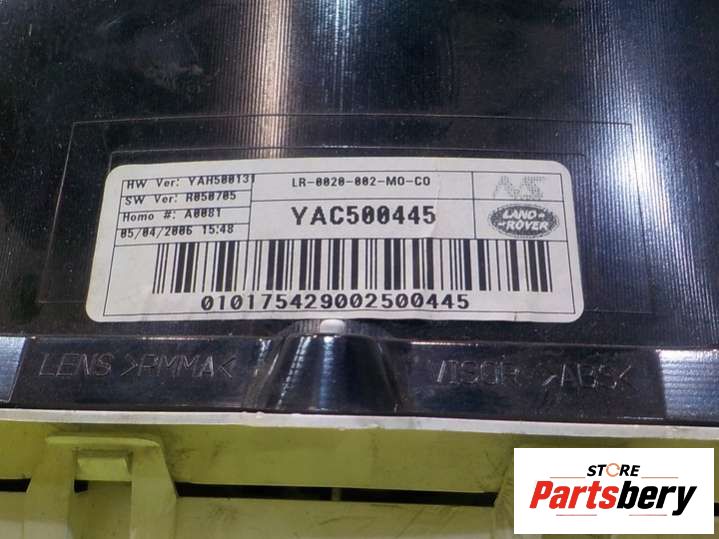 HW Ver: YAH500131
SW Ver: R050705
Homo #: A0081
05/04/2006 15:48
LR-0020-002-MO-CO
YAC500445
LAND ROVER
010175429002500445
LENS >PMMA<
VISOR >ABS<
STORE
Partsbery